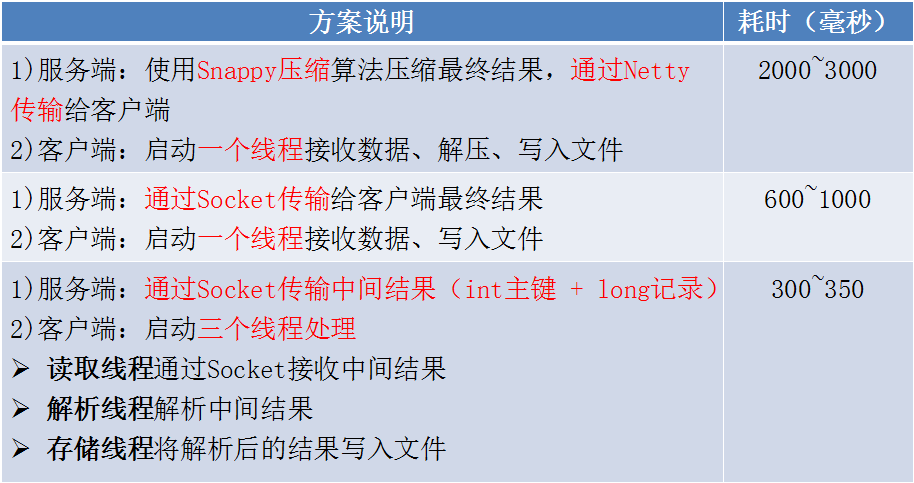 方案说明 耗时（毫秒）
1)服务端：使用Snappy压缩算法压缩最终结果，通过Netty 2000~3000
传输给客户端
2)客户端：启动一个线程接收数据、解压、写入文件
1)服务端：通过Socket传输给客户端最终结果 600~1000
2)客户端：启动一个线程接收数据、写入文件
1)服务端：通过Socket传输中间结果（int主键 + long记录） 300~350
2)客户端：启动三个线程处理
➢ 读取线程通过Socket接收中间结果
➢ 解析线程解析中间结果
➢ 存储线程将解析后的结果写入文件